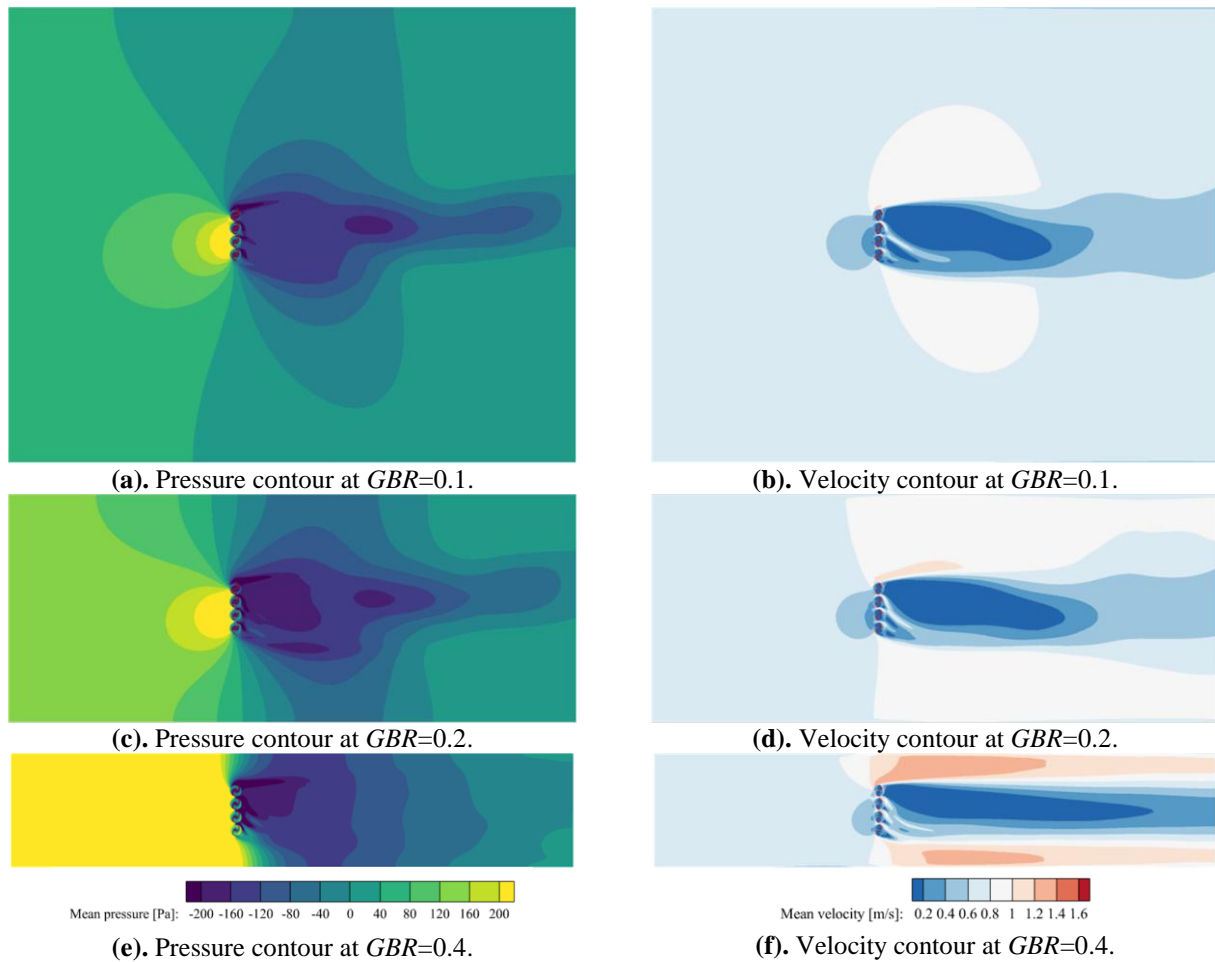 (a). Pressure contour at GBR=0.1.
(b). Velocity contour at GBR=0.1.
(c). Pressure contour at GBR=0.2.
(d). Velocity contour at GBR=0.2.
Mean pressure [Pa]: -200 -160 -120 -80 -40 0 40 80 120 160 200
Mean velocity [m/s]: 0.2 0.4 0.6 0.8 1 1.2 1.4 1.6
(e). Pressure contour at GBR=0.4.
(f). Velocity contour at GBR=0.4.